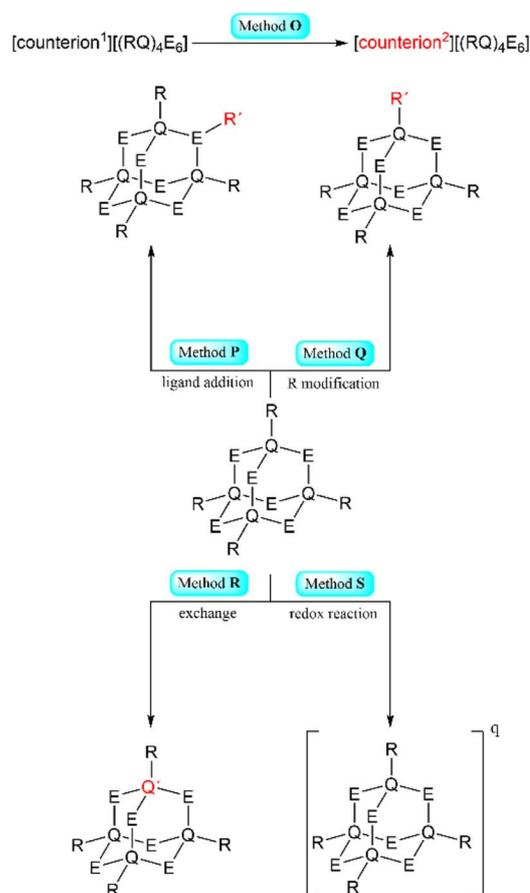 Method O
[counterion¹][(RQ)₄E₆] [counterion²][(RQ)₄E₆]
R R´
R´ Q
E Q E E E
E E
Q Q Q Q
R E R R E R
E Q E E Q E
R R
Method P Method Q
ligand addition R modification
R
Q
E E
E
Q Q
R E R
E Q E
R
Method R Method S
exchange redox reaction
q
R R
Q´ Q
E E E E
E E
Q Q Q Q
R E R R E R
E Q E E Q E
R R